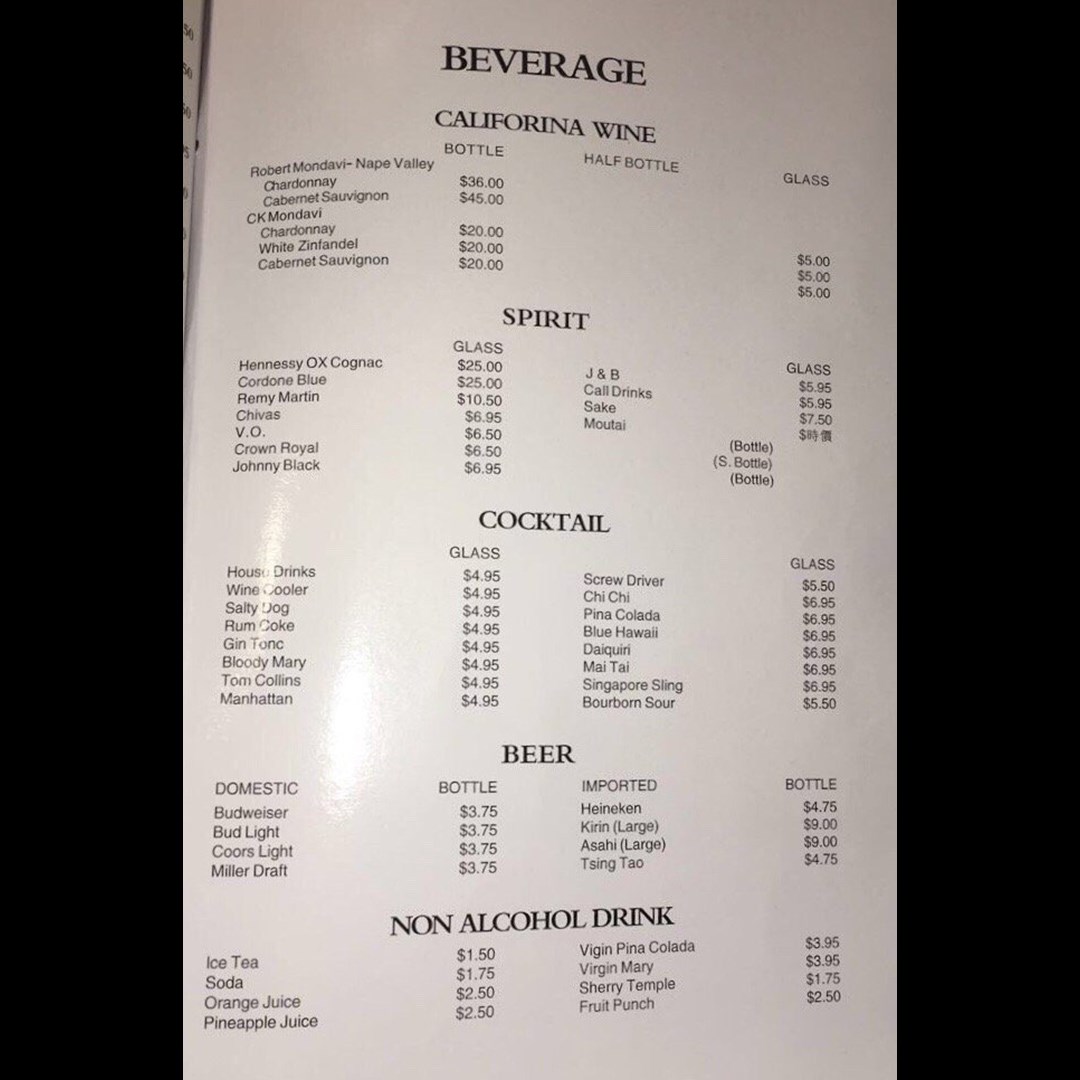 BEVERAGE
CALIFORINA WINE
BOTTLE HALF BOTTLE GLASS
Robert Mondavi- Nape Valley
Chardonnay $36.00
Cabernet Sauvignon $45.00
CK Mondavi
Chardonnay $20.00 $5.00
White Zinfandel $20.00 $5.00
Cabernet Sauvignon $20.00 $5.00
SPIRIT
GLASS GLASS
Hennessy OX Cognac $25.00 J & B $5.95
Cordone Blue $25.00 Call Drinks $5.95
Remy Martin $10.50 Sake $7.50
Chivas $6.95 Moutai $時價
V.O. $6.50 (Bottle)
Crown Royal $6.50 (S. Bottle)
Johnny Black $6.95 (Bottle)
COCKTAIL
GLASS GLASS
House Drinks $4.95 Screw Driver $5.50
Wine Cooler $4.95 Chi Chi $6.95
Salty Dog $4.95 Pina Colada $6.95
Rum Coke $4.95 Blue Hawaii $6.95
Gin Tonc $4.95 Daiquiri $6.95
Bloody Mary $4.95 Mai Tai $6.95
Tom Collins $4.95 Singapore Sling $6.95
Manhattan $4.95 Bourborn Sour $5.50
BEER
DOMESTIC BOTTLE IMPORTED BOTTLE
Budweiser $3.75 Heineken $4.75
Bud Light $3.75 Kirin (Large) $9.00
Coors Light $3.75 Asahi (Large) $9.00
Miller Draft $3.75 Tsing Tao $4.75
NON ALCOHOL DRINK
Ice Tea $1.50 Vigin Pina Colada $3.95
Soda $1.75 Virgin Mary $3.95
Orange Juice $2.50 Sherry Temple $1.75
Pineapple Juice $2.50 Fruit Punch $2.50